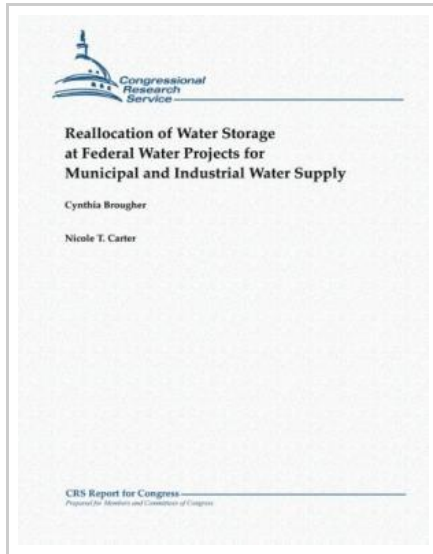 Congressional
Research
Service
Reallocation of Water Storage
at Federal Water Projects for
Municipal and Industrial Water Supply
Cynthia Brougher
Nicole T. Carter
CRS Report for Congress
Prepared for Members and Committees of Congress